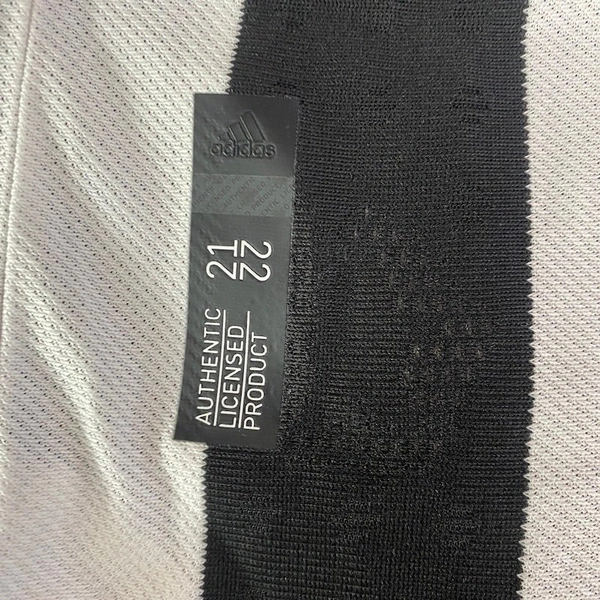 adidas
21
22
AUTHENTIC
LICENSED
PRODUCT